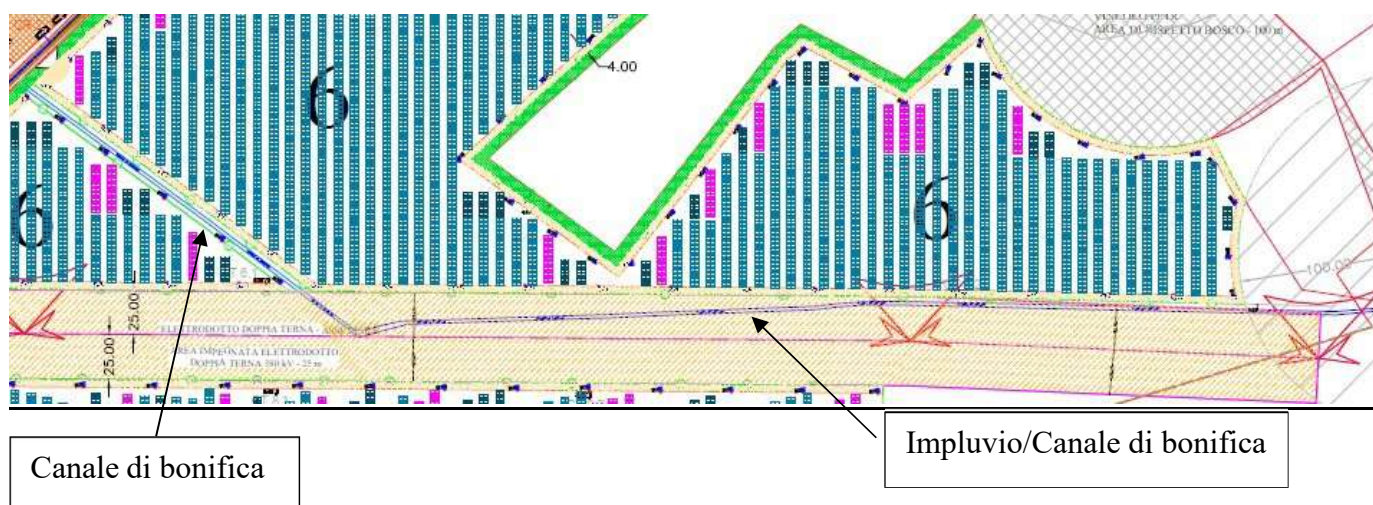 AREA DI RISPETTO BOSCO - 100 m
4.00
6
6
6
100.00
25.00
ELETTRODOTTO DOPPIA TERNA -
25.00
AREA IMPEGNATA ELETTRODOTTO
DOPPIA TERNA 380 kV - 25 m
Canale di bonifica
Impluvio/Canale di bonifica